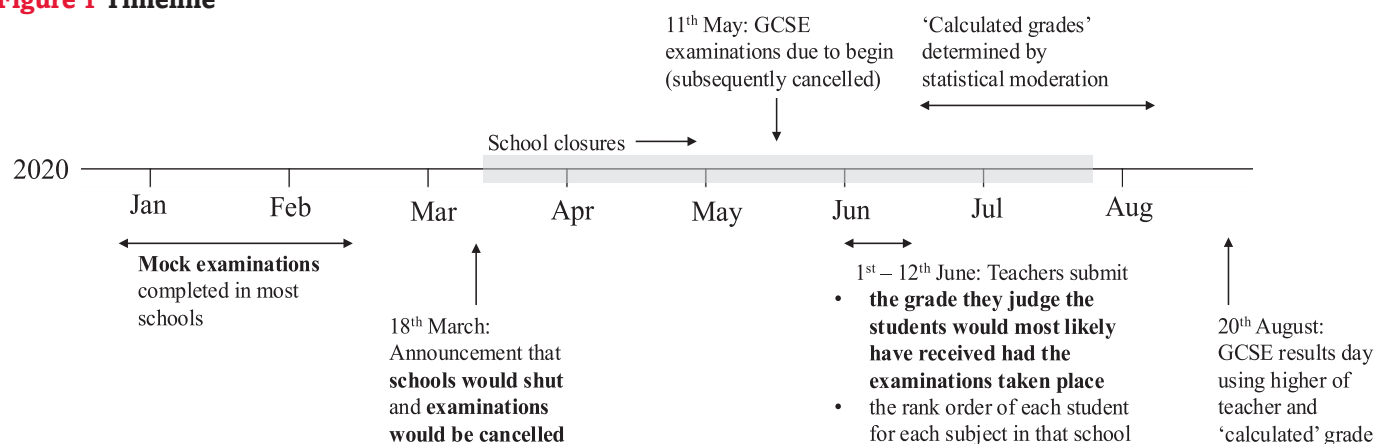 Figure 1 Timeline
11th May: GCSE
examinations due to begin
(subsequently cancelled)
‘Calculated grades’
determined by
statistical moderation
School closures
2020
Jan
Feb
Mar
Apr
May
Jun
Jul
Aug
Mock examinations
completed in most
schools
18th March:
Announcement that
schools would shut
and examinations
would be cancelled
1st – 12th June: Teachers submit
• the grade they judge the
students would most likely
have received had the
examinations taken place
• the rank order of each student
for each subject in that school
20th August:
GCSE results day
using higher of
teacher and
‘calculated’ grade